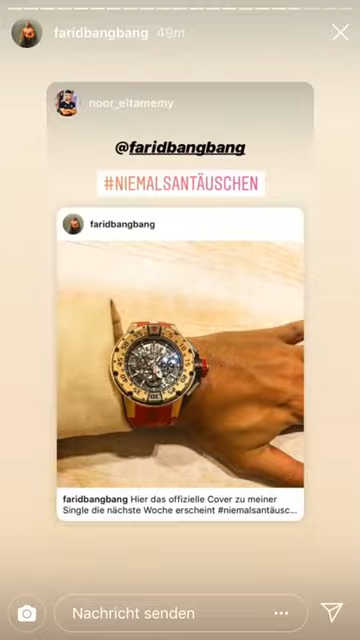 faridbangbang 49m
noor_eltamemy
@faridbangbang
#NIEMALSANTÄUSCHEN
faridbangbang
faridbangbang Hier das offizielle Cover zu meiner
Single die nächste Woche erscheint #niemalsantäusc...
Nachricht senden